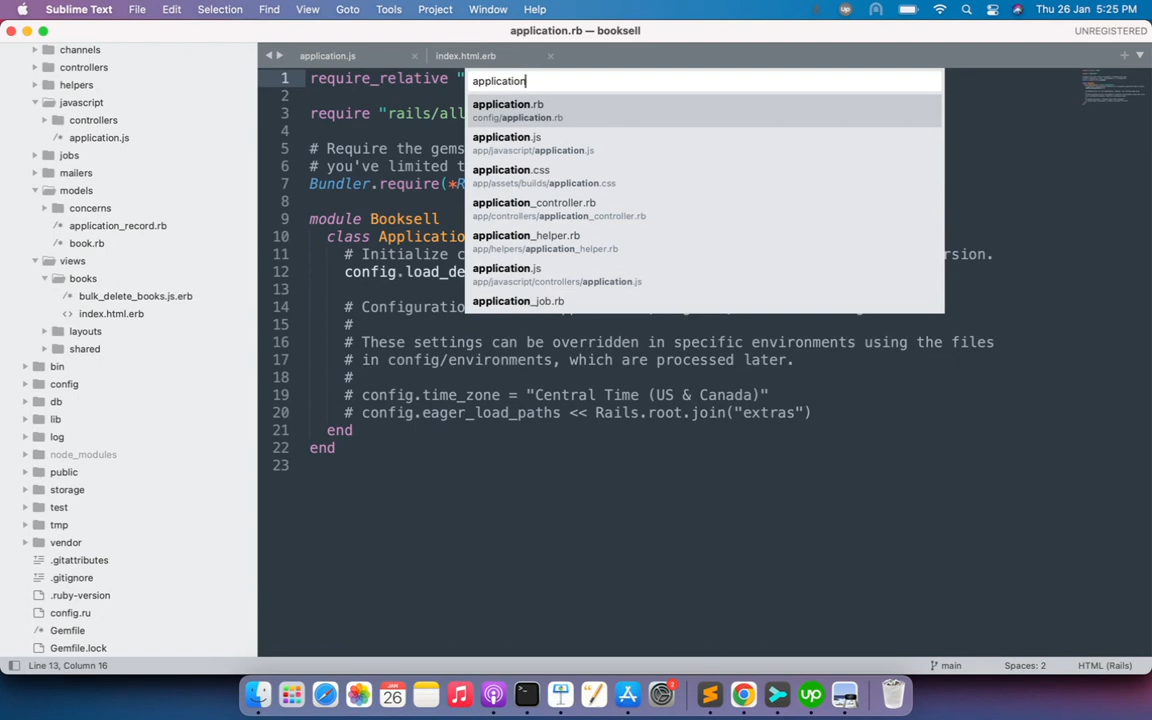 Sublime Text File Edit Selection Find View Goto Tools Project Window Help Thu 26 Jan 5:25 PM
application.rb — booksell UNREGISTERED
channels
controllers
helpers
javascript
controllers
application.js
jobs
mailers
models
concerns
application_record.rb
book.rb
views
books
bulk_delete_books.js.erb
index.html.erb
layouts
shared
bin
config
db
lib
log
node_modules
public
storage
test
tmp
vendor
.gitattributes
.gitignore
.ruby-version
config.ru
Gemfile
Gemfile.lock
application.js index.html.erb
1 require_relative "
2
3 require "rails/all
4
5 # Require the gems
6 # you've limited t
7 Bundler.require(*R
8
9 module Booksell
10 class Applicatio
11 # Initialize c rsion.
12 config.load_de
13
14 # Configuratio
15 #
16 # These settings can be overridden in specific environments using the files
17 # in config/environments, which are processed later.
18 #
19 # config.time_zone = "Central Time (US & Canada)"
20 # config.eager_load_paths << Rails.root.join("extras")
21 end
22 end
23
application
application.rb
config/application.rb
application.js
app/javascript/application.js
application.css
app/assets/builds/application.css
application_controller.rb
app/controllers/application_controller.rb
application_helper.rb
app/helpers/application_helper.rb
application.js
app/javascript/controllers/application.js
application_job.rb
Line 13, Column 16 main Spaces: 2 HTML (Rails)
JAN
26
2
up